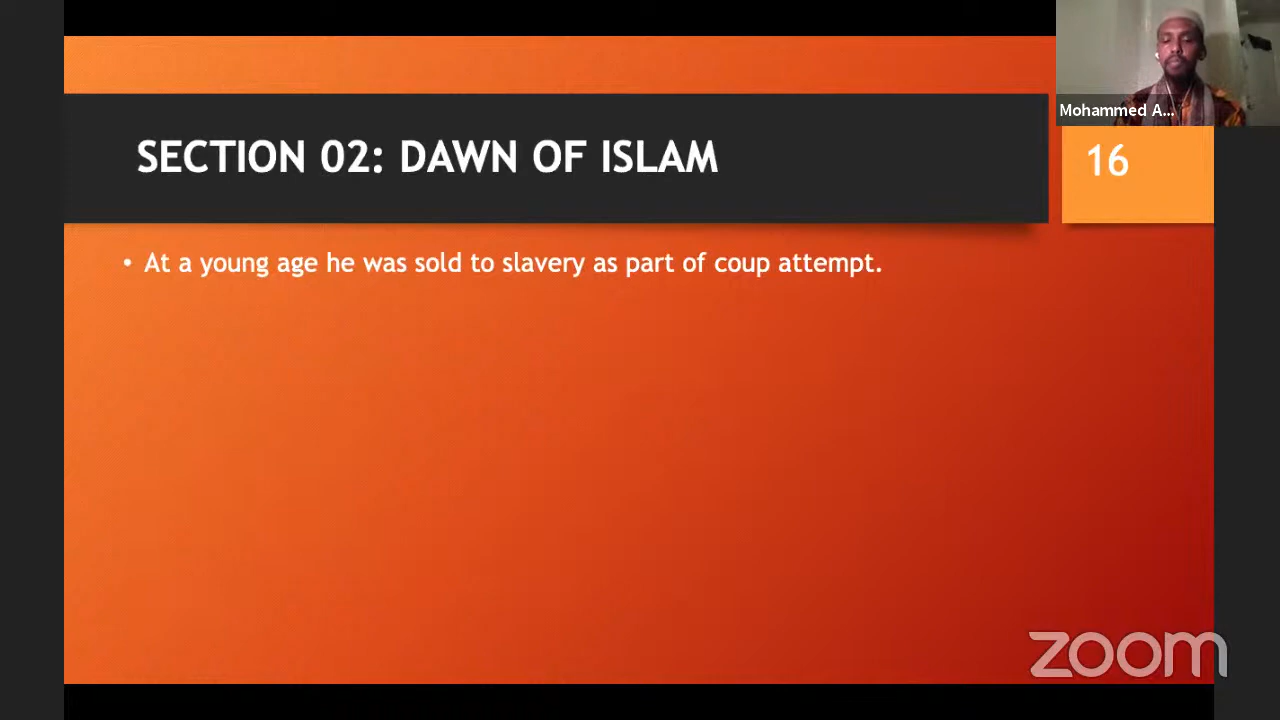 Mohammed A...
SECTION 02: DAWN OF ISLAM
16
• At a young age he was sold to slavery as part of coup attempt.
zoom